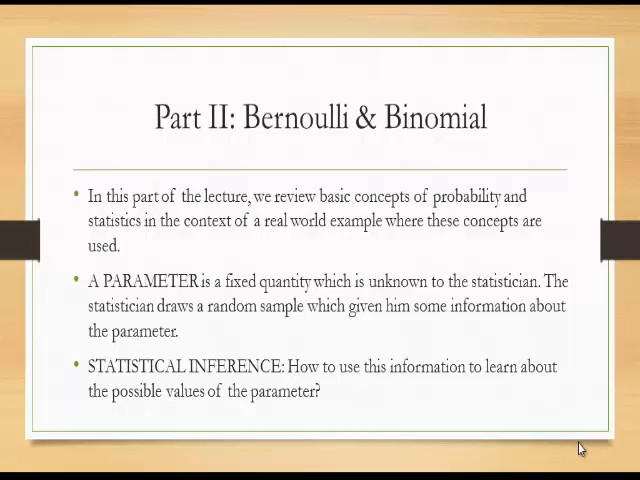 Part II: Bernoulli & Binomial
• In this part of the lecture, we review basic concepts of probability and
statistics in the context of a real world example where these concepts are
used.
• A PARAMETER is a fixed quantity which is unknown to the statistician. The
statistician draws a random sample which given him some information about
the parameter.
• STATISTICAL INFERENCE: How to use this information to learn about
the possible values of the parameter?